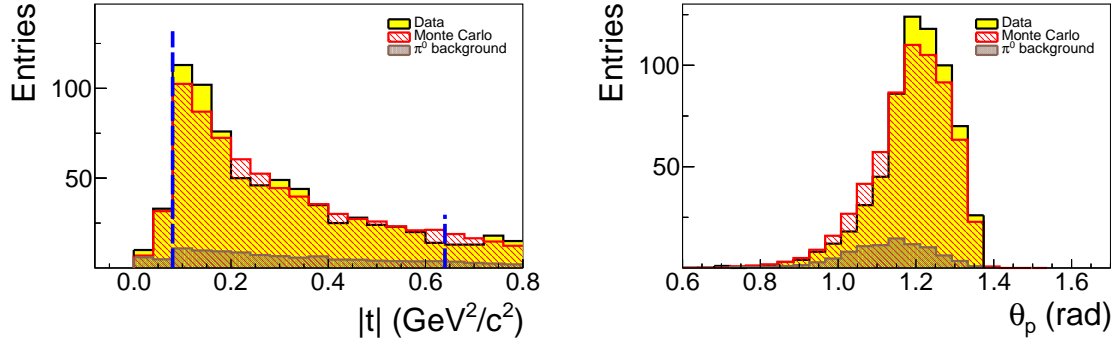 Entries
Data
Monte Carlo
π⁰ background
100
50
0.0 0.2 0.4 0.6 0.8
|t| (GeV²/c²)
Entries
Data
Monte Carlo
π⁰ background
100
50
0.6 0.8 1.0 1.2 1.4 1.6
θₚ (rad)